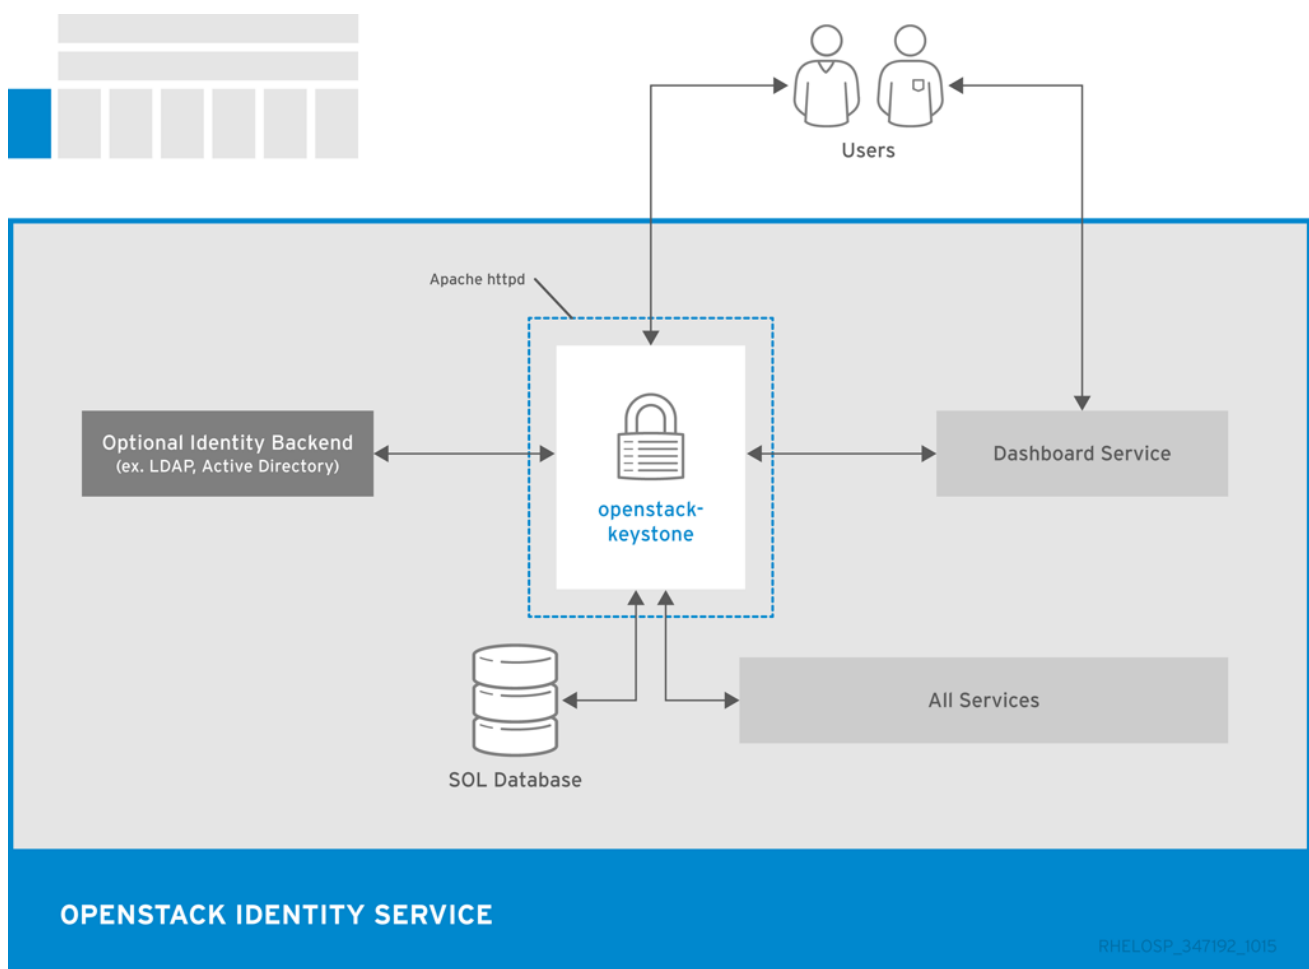 Users
Apache httpd
Optional Identity Backend
(ex. LDAP, Active Directory)
openstack-
keystone
Dashboard Service
All Services
SOL Database
OPENSTACK IDENTITY SERVICE
RHELOSP_347192_1015